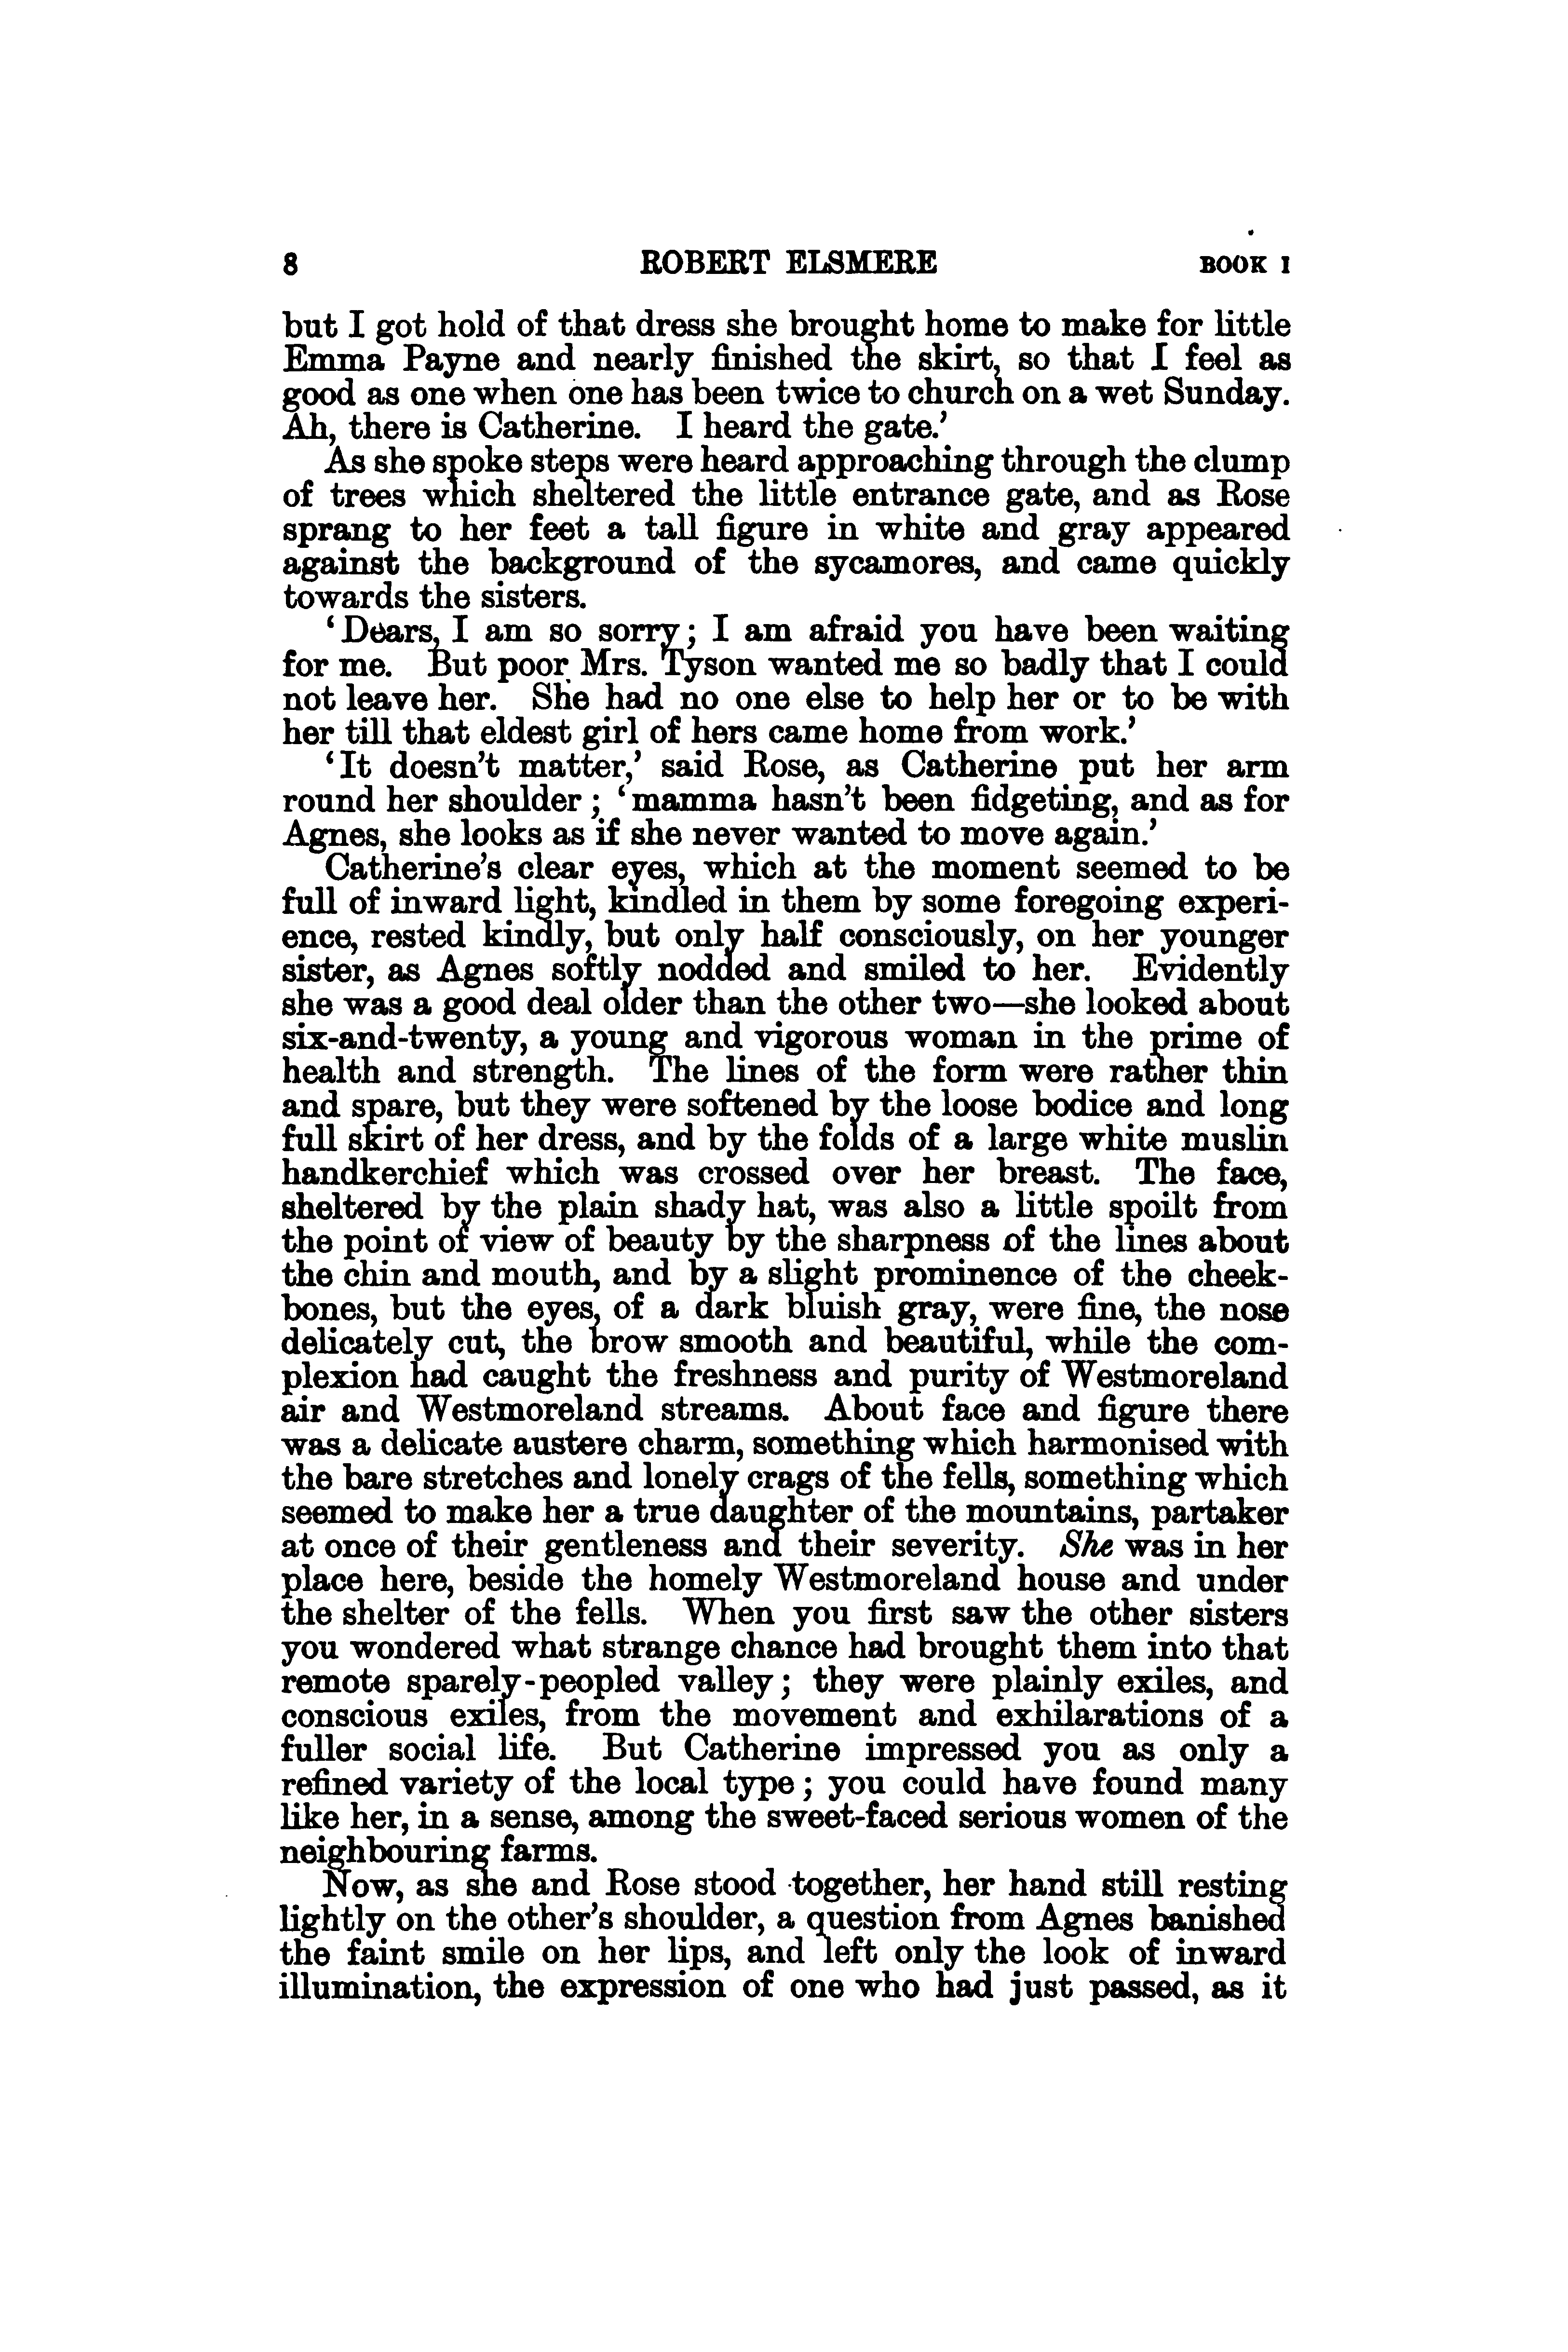 8 ROBERT ELSMERE BOOK I
but I got hold of that dress she brought home to make for little
Emma Payne and nearly finished the skirt, so that I feel as
good as one when one has been twice to church on a wet Sunday.
Ah, there is Catherine. I heard the gate.’
As she spoke steps were heard approaching through the clump
of trees which sheltered the little entrance gate, and as Rose
sprang to her feet a tall figure in white and gray appeared
against the background of the sycamores, and came quickly
towards the sisters.
‘Dears, I am so sorry; I am afraid you have been waiting
for me. But poor Mrs. Tyson wanted me so badly that I could
not leave her. She had no one else to help her or to be with
her till that eldest girl of hers came home from work.’
‘It doesn’t matter,’ said Rose, as Catherine put her arm
round her shoulder; ‘mamma hasn’t been fidgeting, and as for
Agnes, she looks as if she never wanted to move again.’
Catherine’s clear eyes, which at the moment seemed to be
full of inward light, kindled in them by some foregoing experi-
ence, rested kindly, but only half consciously, on her younger
sister, as Agnes softly nodded and smiled to her. Evidently
she was a good deal older than the other two—she looked about
six-and-twenty, a young and vigorous woman in the prime of
health and strength. The lines of the form were rather thin
and spare, but they were softened by the loose bodice and long
full skirt of her dress, and by the folds of a large white muslin
handkerchief which was crossed over her breast. The face,
sheltered by the plain shady hat, was also a little spoilt from
the point of view of beauty by the sharpness of the lines about
the chin and mouth, and by a slight prominence of the cheek-
bones, but the eyes, of a dark bluish gray, were fine, the nose
delicately cut, the brow smooth and beautiful, while the com-
plexion had caught the freshness and purity of Westmoreland
air and Westmoreland streams. About face and figure there
was a delicate austere charm, something which harmonised with
the bare stretches and lonely crags of the fells, something which
seemed to make her a true daughter of the mountains, partaker
at once of their gentleness and their severity. She was in her
place here, beside the homely Westmoreland house and under
the shelter of the fells. When you first saw the other sisters
you wondered what strange chance had brought them into that
remote sparely-peopled valley; they were plainly exiles, and
conscious exiles, from the movement and exhilarations of a
fuller social life. But Catherine impressed you as only a
refined variety of the local type; you could have found many
like her, in a sense, among the sweet-faced serious women of the
neighbouring farms.
Now, as she and Rose stood together, her hand still resting
lightly on the other’s shoulder, a question from Agnes banished
the faint smile on her lips, and left only the look of inward
illumination, the expression of one who had just passed, as it